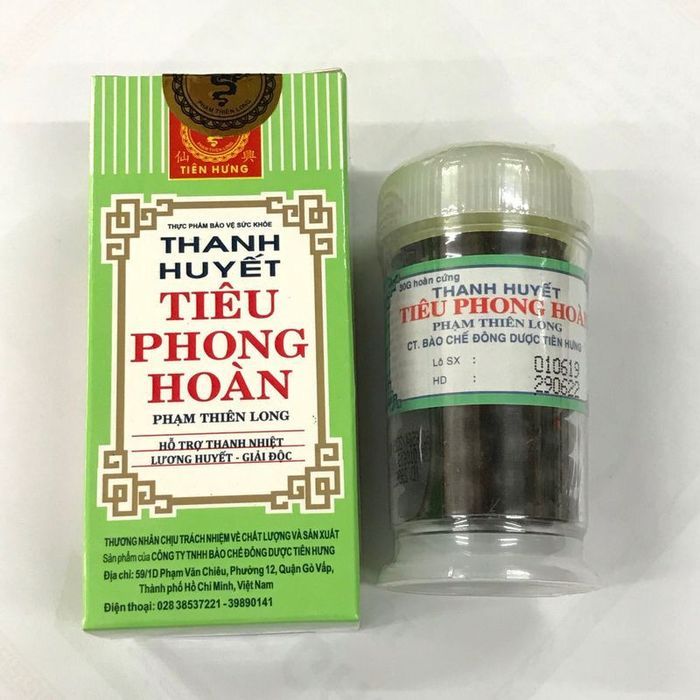 PHẠM THIÊN LONG
仙 興
TIÊN HƯNG
THỰC PHẨM BẢO VỆ SỨC KHỎE
THANH
HUYẾT
TIÊU
PHONG
HOÀN
PHẠM THIÊN LONG
HỖ TRỢ THANH NHIỆT
LƯƠNG HUYẾT - GIẢI ĐỘC
THƯƠNG NHÂN CHỊU TRÁCH NHIỆM VỀ CHẤT LƯỢNG VÀ SẢN XUẤT
Sản phẩm của CÔNG TY TNHH BÀO CHẾ ĐÔNG DƯỢC TIÊN HƯNG
Địa chỉ: 59/1D Phạm Văn Chiêu, Phường 12, Quận Gò Vấp,
Thành phố Hồ Chí Minh, Việt Nam
Điện thoại: 028 38537221 - 39890141
30G hoàn cứng
THANH HUYẾT
TIÊU PHONG HOÀN
PHẠM THIÊN LONG
CT. BÀO CHẾ ĐÔNG DƯỢC TIÊN HƯNG
Lô SX : 010619
HD : 290622